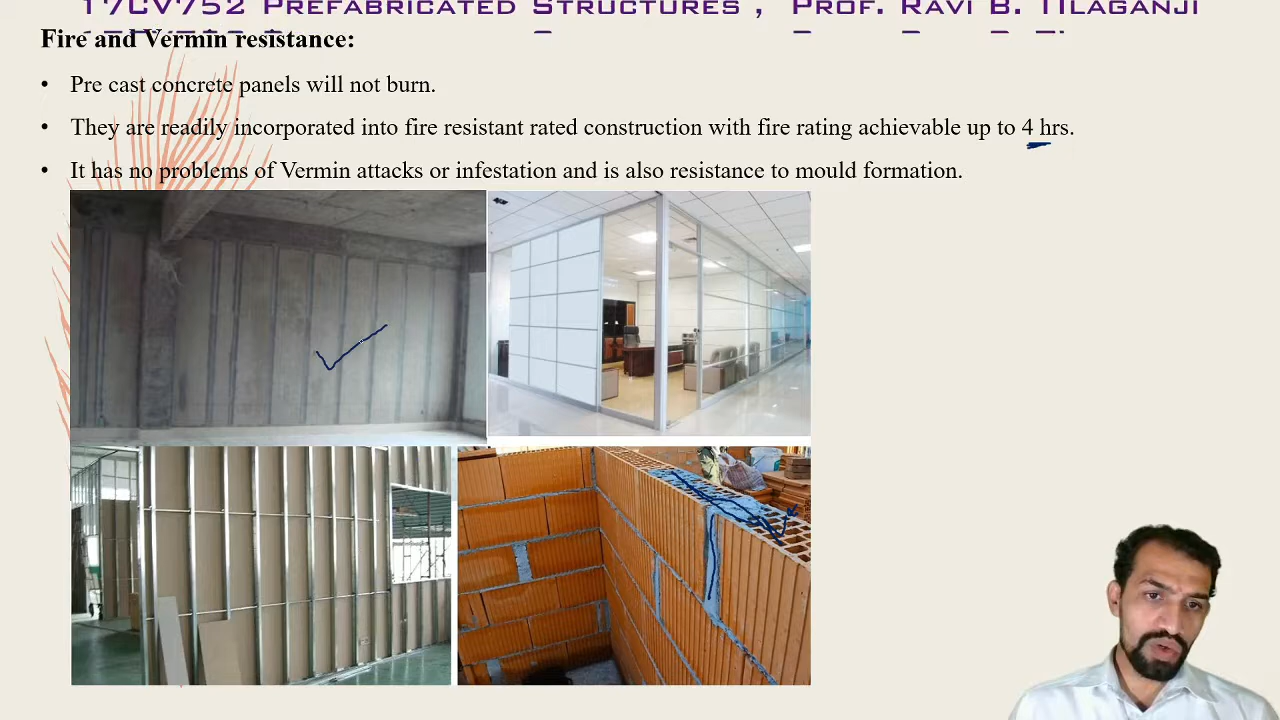 17CV752 Prefabricated Structures , Prof. Ravi B. Tilaganji
Fire and Vermin resistance:
• Pre cast concrete panels will not burn.
• They are readily incorporated into fire resistant rated construction with fire rating achievable up to 4 hrs.
• It has no problems of Vermin attacks or infestation and is also resistance to mould formation.